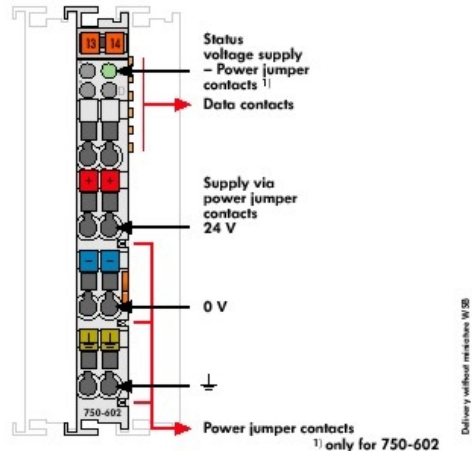 13 14
Status
voltage supply
– Power jumper
contacts 1)
Data contacts
+ +
Supply via
power jumper
contacts
24 V
– –
0 V
750-602
Power jumper contacts
1) only for 750-602
Delivery without miniature WSB